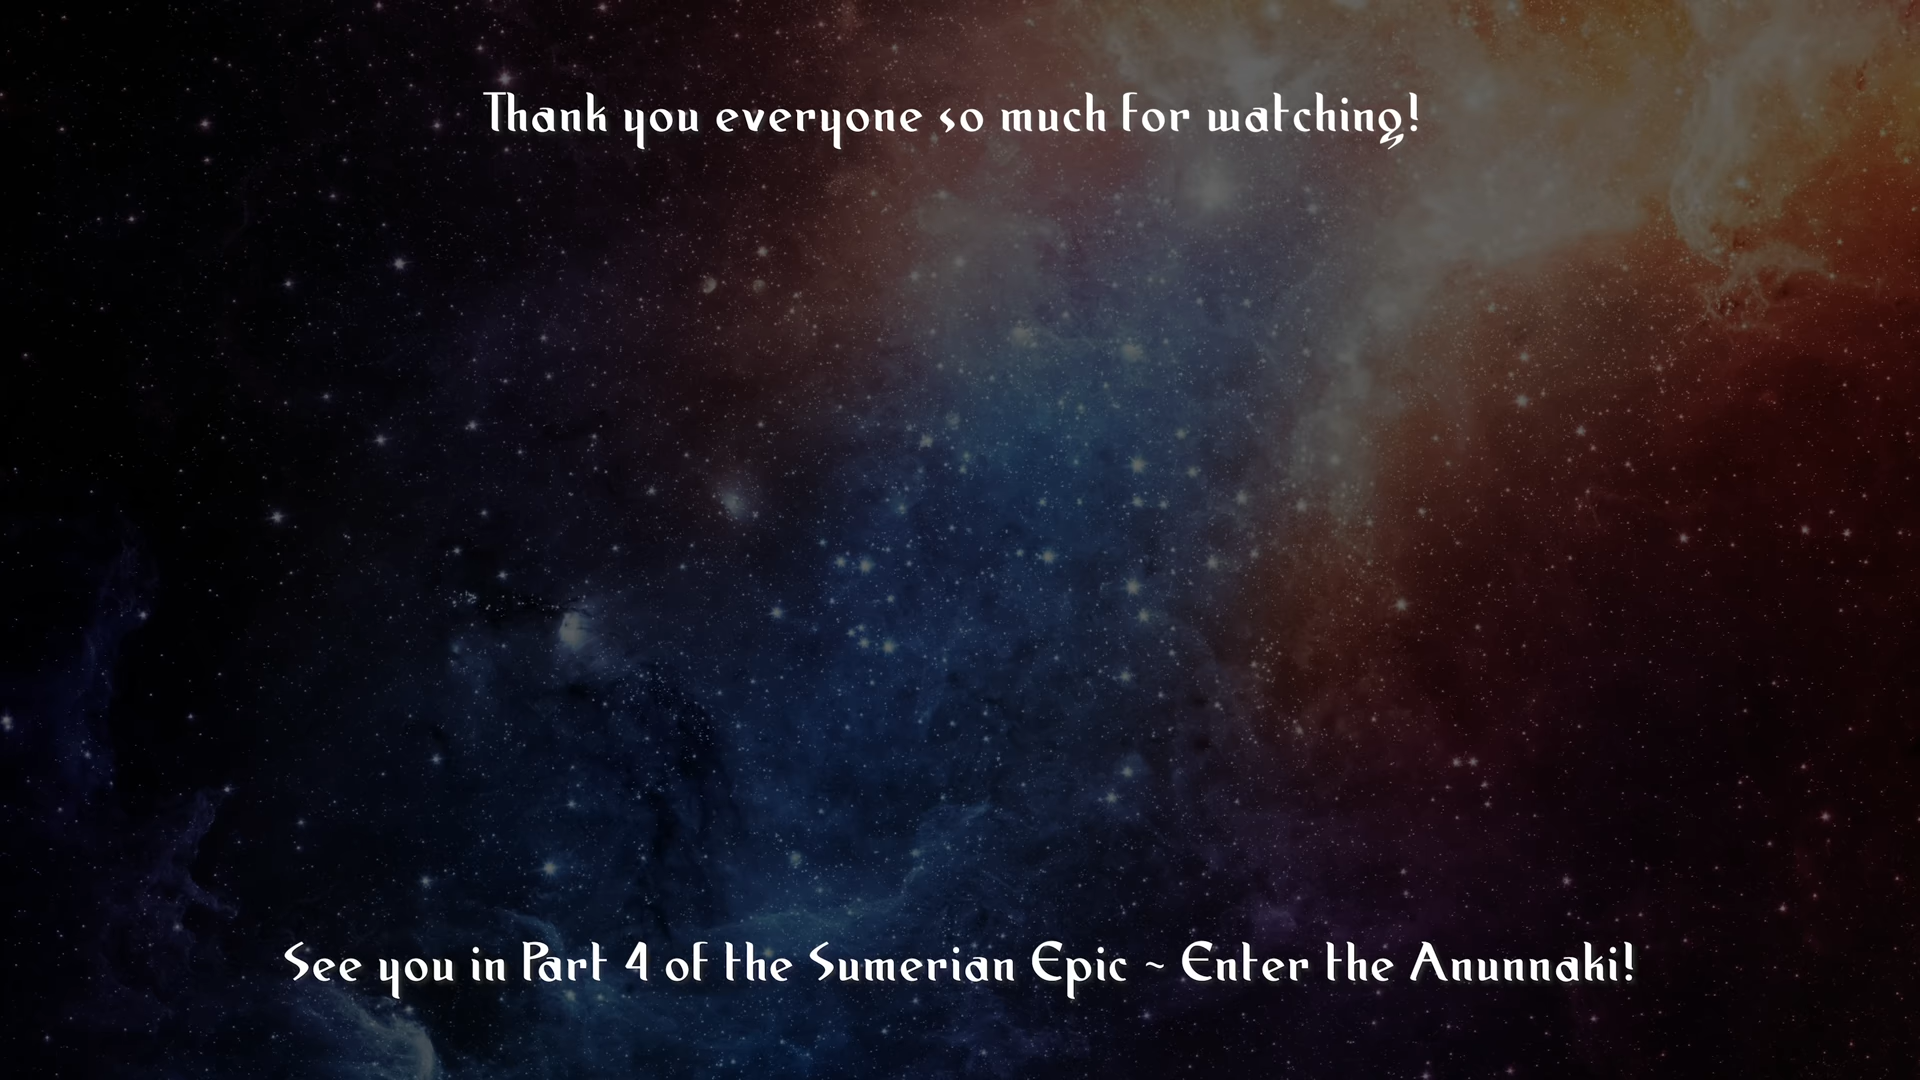 Thank you everyone so much for watching!
See you in Part 4 of the Sumerian Epic ~ Enter the Anunnaki!